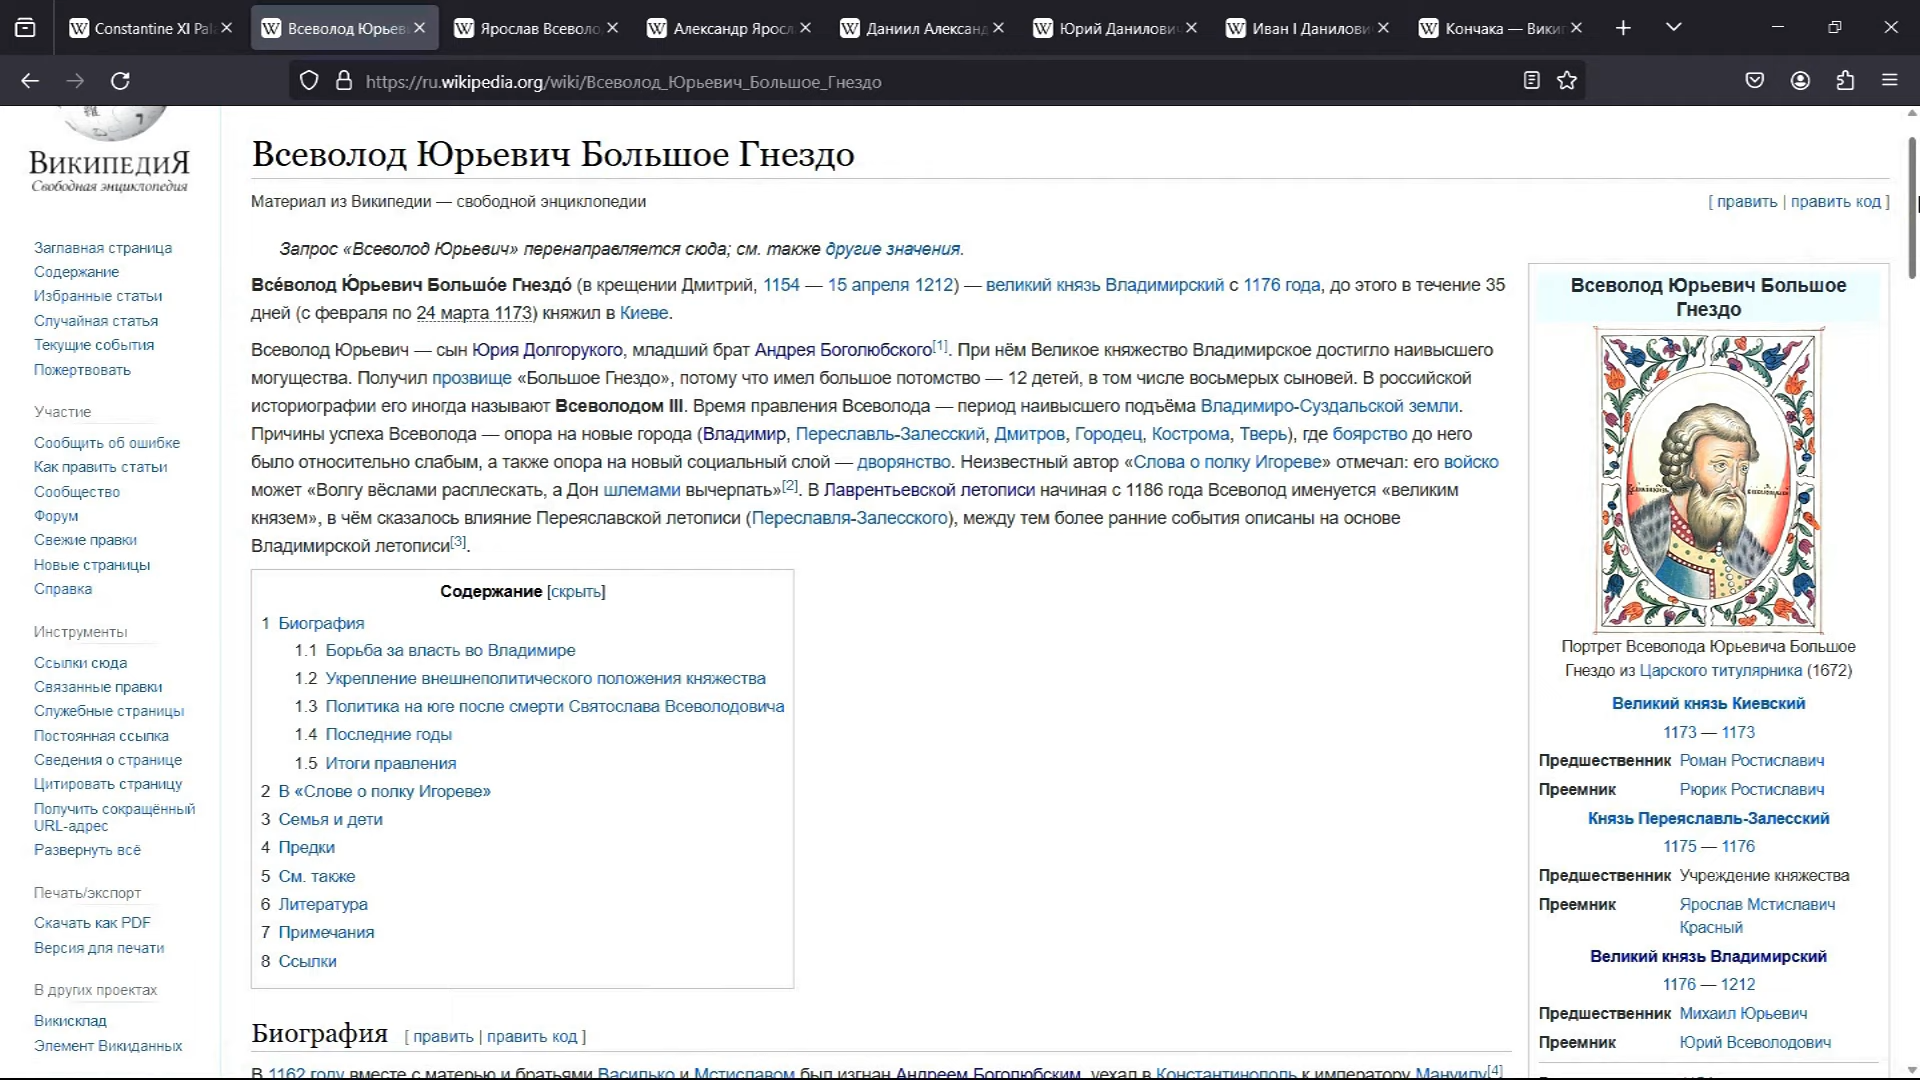 Constantine XI Pal
Всеволод Юрьев
Ярослав Всеволо
Александр Яросл
Даниил Александ
Юрий Данилови
Иван I Данилови
Кончака — Викип
https://ru.wikipedia.org/wiki/Всеволод_Юрьевич_Большое_Гнездо
ВикипедиЯ
Свободная энциклопедия
Заглавная страница
Содержание
Избранные статьи
Случайная статья
Текущие события
Пожертвовать
Участие
Сообщить об ошибке
Как править статьи
Сообщество
Форум
Свежие правки
Новые страницы
Справка
Инструменты
Ссылки сюда
Связанные правки
Служебные страницы
Постоянная ссылка
Сведения о странице
Цитировать страницу
Получить сокращённый
URL-адрес
Развернуть всё
Печать/экспорт
Скачать как PDF
Версия для печати
В других проектах
Викисклад
Элемент Викиданных
Всеволод Юрьевич Большое Гнездо
Материал из Википедии — свободной энциклопедии
[ править | править код ]
Запрос «Всеволод Юрьевич» перенаправляется сюда; см. также другие значения.
Все́волод Ю́рьевич Большо́е Гнездо́ (в крещении Дмитрий, 1154 — 15 апреля 1212) — великий князь Владимирский с 1176 года, до этого в течение 35
дней (с февраля по 24 марта 1173) княжил в Киеве.
Всеволод Юрьевич — сын Юрия Долгорукого, младший брат Андрея Боголюбского[1]. При нём Великое княжество Владимирское достигло наивысшего
могущества. Получил прозвище «Большое Гнездо», потому что имел большое потомство — 12 детей, в том числе восьмерых сыновей. В российской
историографии его иногда называют Всеволодом III. Время правления Всеволода — период наивысшего подъёма Владимиро-Суздальской земли.
Причины успеха Всеволода — опора на новые города (Владимир, Переславль-Залесский, Дмитров, Городец, Кострома, Тверь), где боярство до него
было относительно слабым, а также опора на новый социальный слой — дворянство. Неизвестный автор «Слова о полку Игореве» отмечал: его войско
может «Волгу вёслами расплескать, а Дон шлемами вычерпать»[2]. В Лаврентьевской летописи начиная с 1186 года Всеволод именуется «великим
князем», в чём сказалось влияние Переяславской летописи (Переславля-Залесского), между тем более ранние события описаны на основе
Владимирской летописи[3].
Содержание [скрыть]
1 Биография
1.1 Борьба за власть во Владимире
1.2 Укрепление внешнеполитического положения княжества
1.3 Политика на юге после смерти Святослава Всеволодовича
1.4 Последние годы
1.5 Итоги правления
2 В «Слове о полку Игореве»
3 Семья и дети
4 Предки
5 См. также
6 Литература
7 Примечания
8 Ссылки
Биография [ править | править код ]
В 1162 году вместе с матерью и братьями Василько и Мстиславом был изгнан Андреем Боголюбским, уехал в Константинополь к императору Мануилу[4]
Всеволод Юрьевич Большое
Гнездо
Портрет Всеволода Юрьевича Большое
Гнездо из Царского титулярника (1672)
Великий князь Киевский
1173 — 1173
Предшественник Роман Ростиславич
Преемник Рюрик Ростиславич
Князь Переяславль-Залесский
1175 — 1176
Предшественник Учреждение княжества
Преемник Ярослав Мстиславич
Красный
Великий князь Владимирский
1176 — 1212
Предшественник Михаил Юрьевич
Преемник Юрий Всеволодович